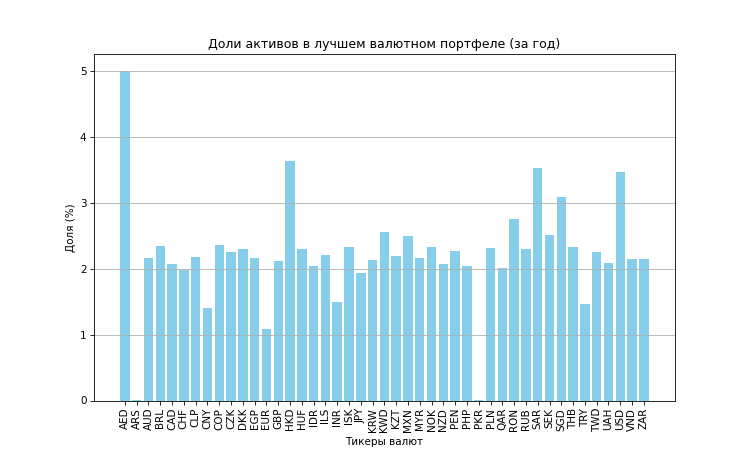 Доли активов в лучшем валютном портфеле (за год)
Доля (%)
5
4
3
2
1
0
AED ARS AUD BRL CAD CHF CLP CNY COP CZK DKK EGP EUR GBP HKD HUF IDR ILS INR ISK JPY KRW KWD KZT MXN MYR NOK NZD PEN PHP PKR PLN QAR RON RUB SAR SEK SGD THB TRY TWD UAH USD VND ZAR
Тикеры валют